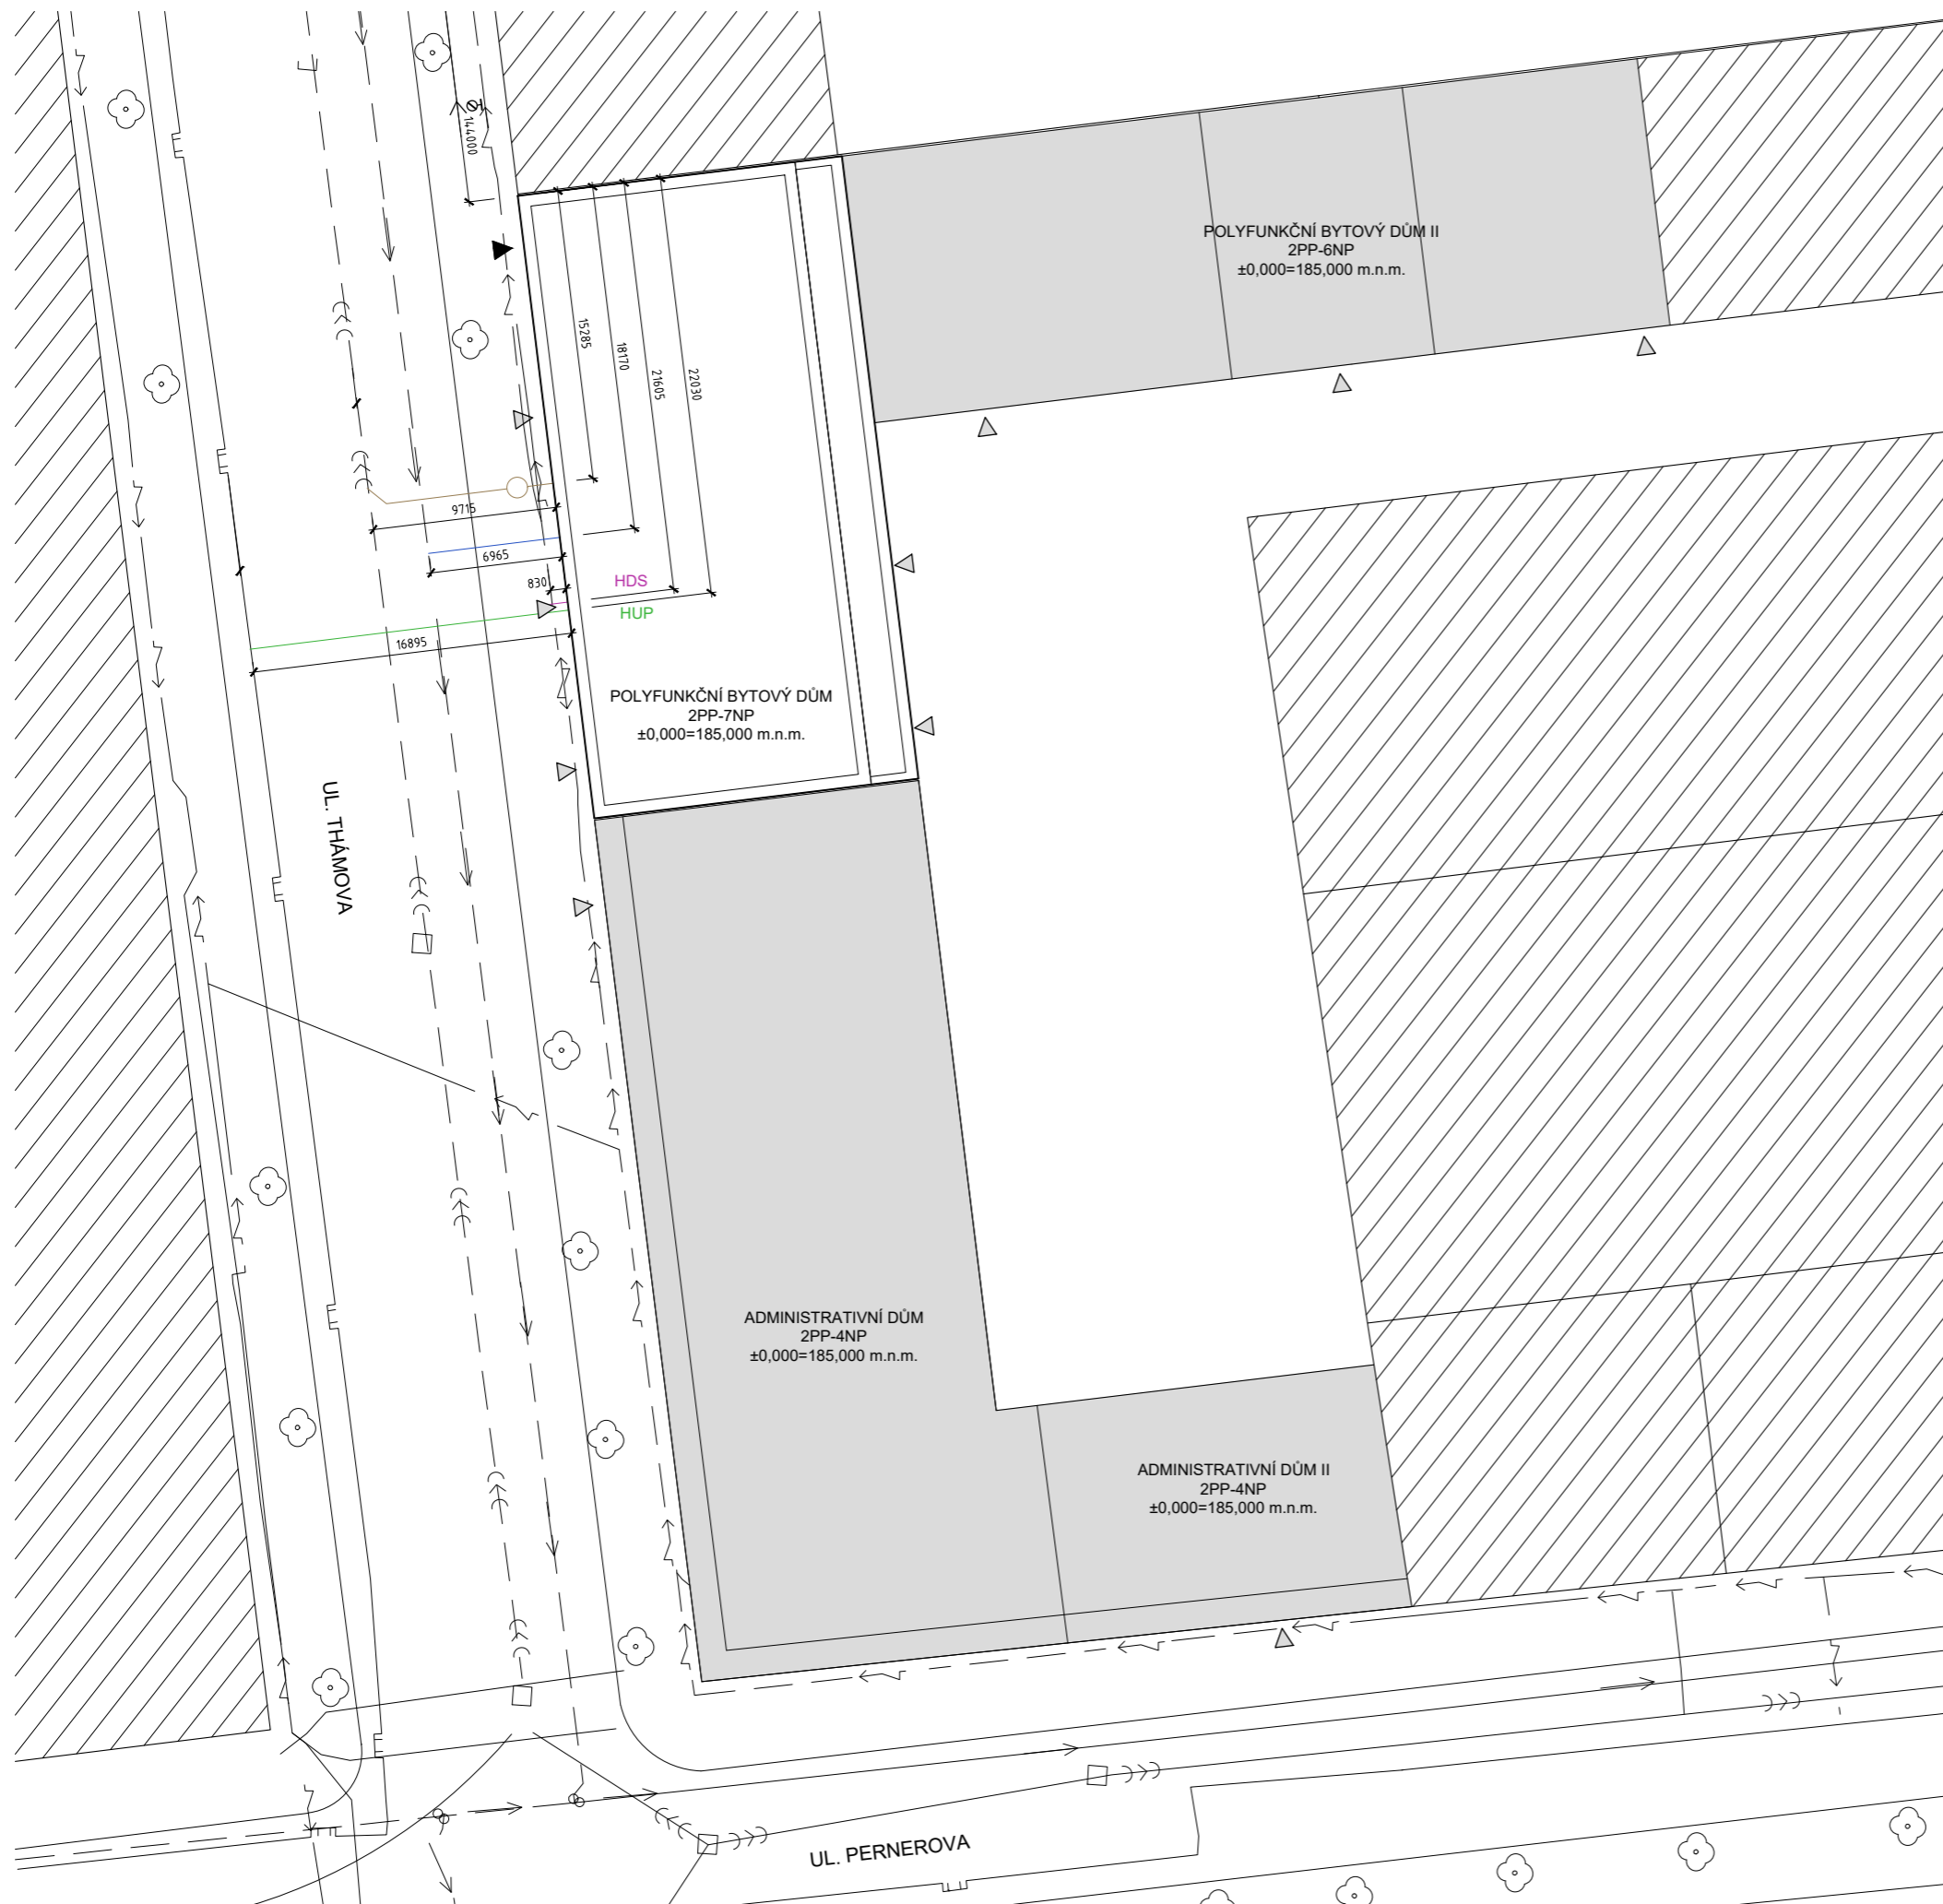 144000
POLYFUNKČNÍ BYTOVÝ DŮM II
2PP-6NP
±0,000=185,000 m.n.m.
15285
18170
21605
22030
9715
6965
830
HDS
HUP
16895
POLYFUNKČNÍ BYTOVÝ DŮM
2PP-7NP
±0,000=185,000 m.n.m.
UL. THÁMOVA
ADMINISTRATIVNÍ DŮM
2PP-4NP
±0,000=185,000 m.n.m.
ADMINISTRATIVNÍ DŮM II
2PP-4NP
±0,000=185,000 m.n.m.
UL. PERNEROVA